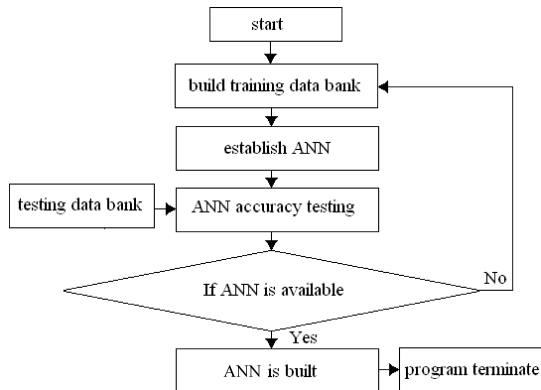 start
build training data bank
establish ANN
testing data bank
ANN accuracy testing
If ANN is available
No
Yes
ANN is built
program terminate